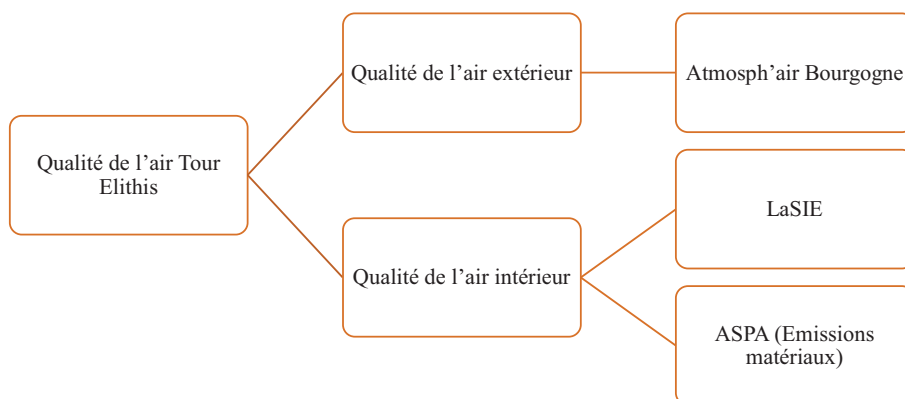 Qualité de l'air Tour
Elithis
Qualité de l'air extérieur
Atmosph'air Bourgogne
Qualité de l'air intérieur
LaSIE
ASPA (Emissions
matériaux)